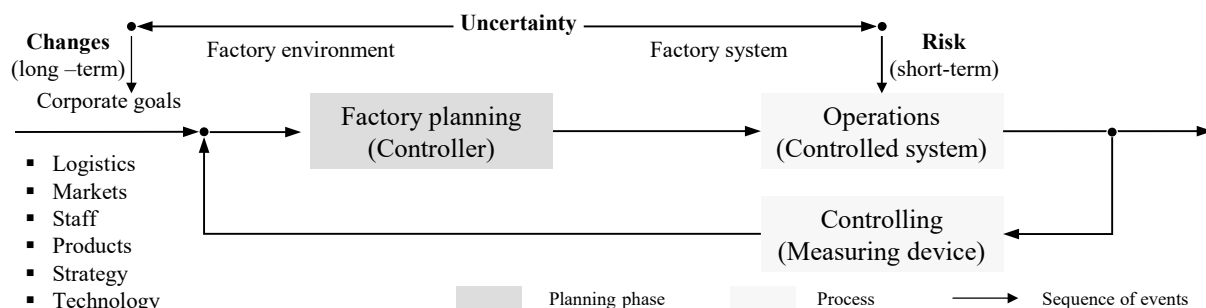 Uncertainty
Changes
(long –term)
Factory environment
Factory system
Risk
(short-term)
Corporate goals
Factory planning
(Controller)
Operations
(Controlled system)
▪ Logistics
▪ Markets
▪ Staff
▪ Products
▪ Strategy
▪ Technology
Controlling
(Measuring device)
Planning phase
Process
Sequence of events